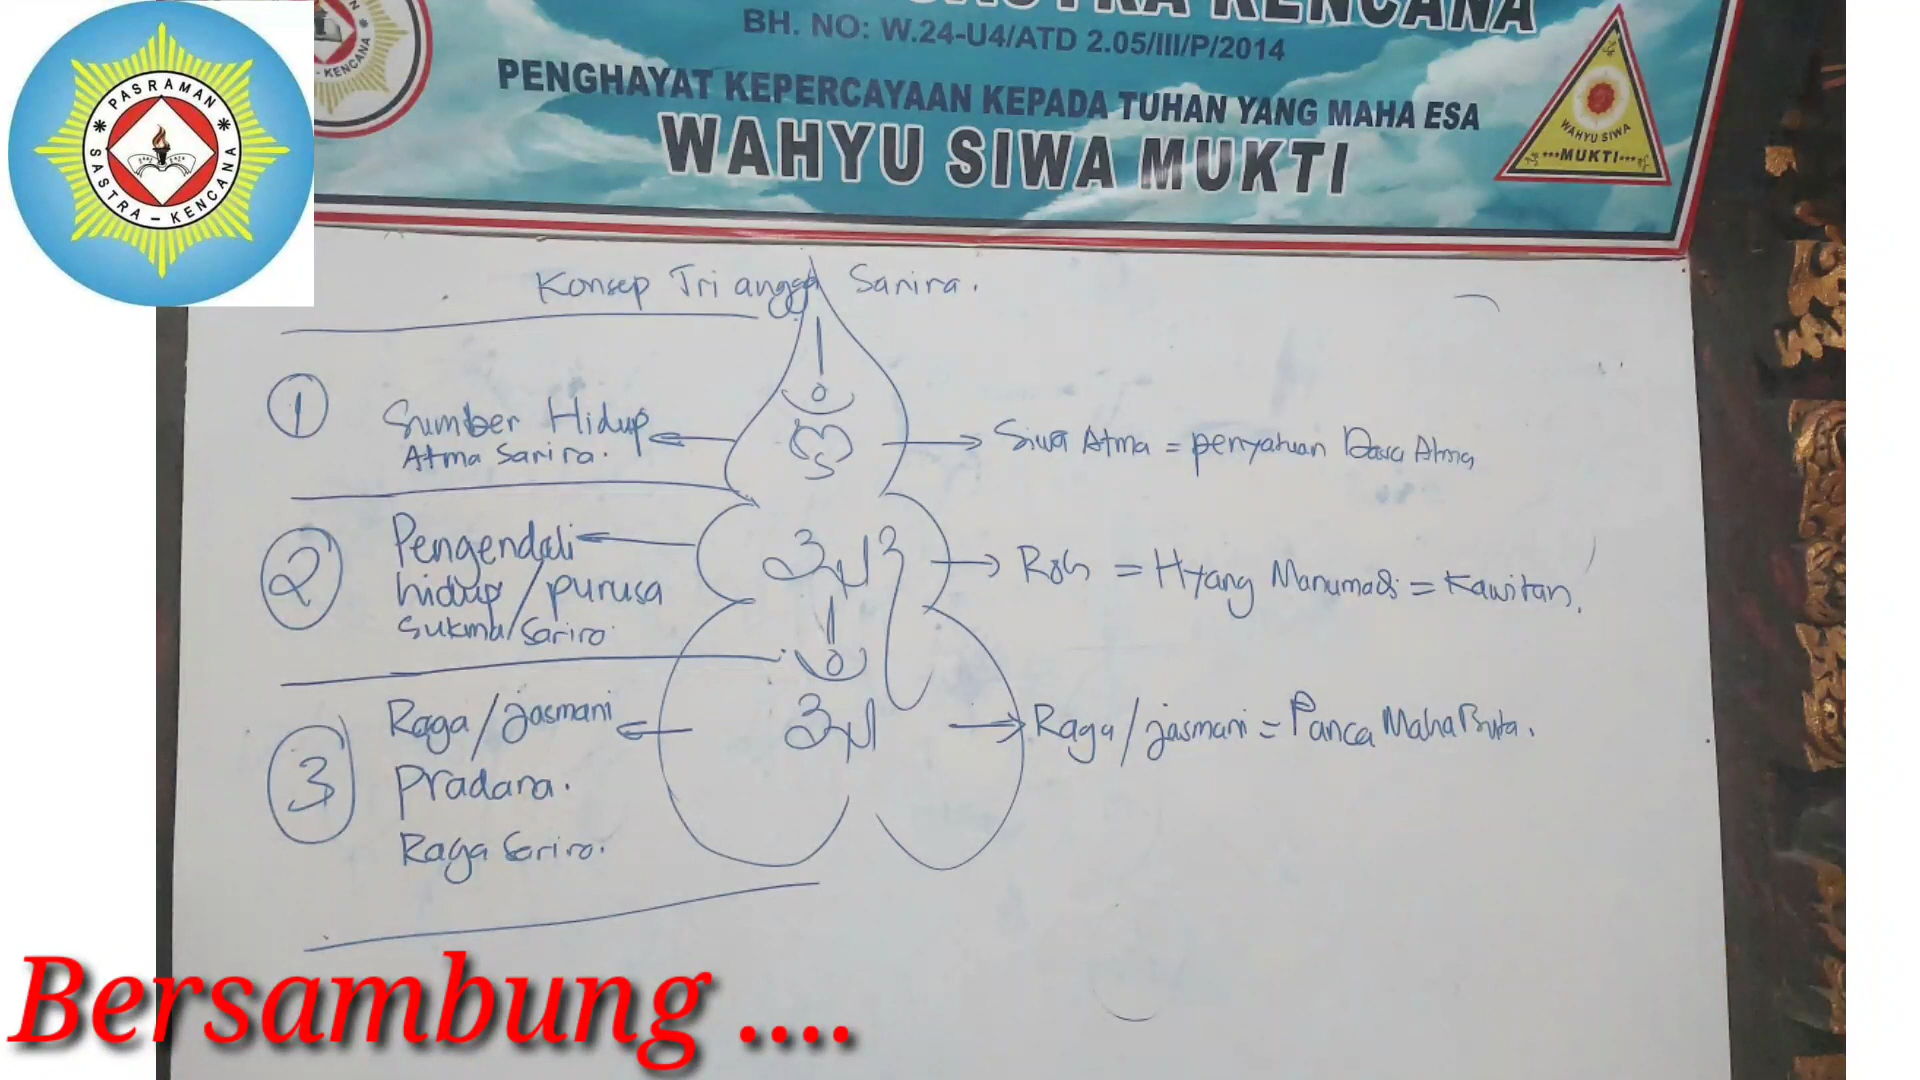 PASRAMAN
SASTRA - KENCANA
SASTRA KENCANA
BH. NO: W.24-U4/ATD 2.05/III/P/2014
PENGHAYAT KEPERCAYAAN KEPADA TUHAN YANG MAHA ESA
WAHYU SIWA MUKTI
WAHYU SIWA
MUKTI
Konsep Tri angga Sarira.
1
Sumber Hidup
Atma Sarira.
Siwa Atma = penyatuan Dasa Atma
2
Pengendali
hidup/purusa
Sukma/Sariro
Roh = Hyang Manumadi = Kawitan.
3
Raga/jasmani
Pradana.
Raga Sariro.
Raga/jasmani = Panca Maha Buta.
Bersambung ....